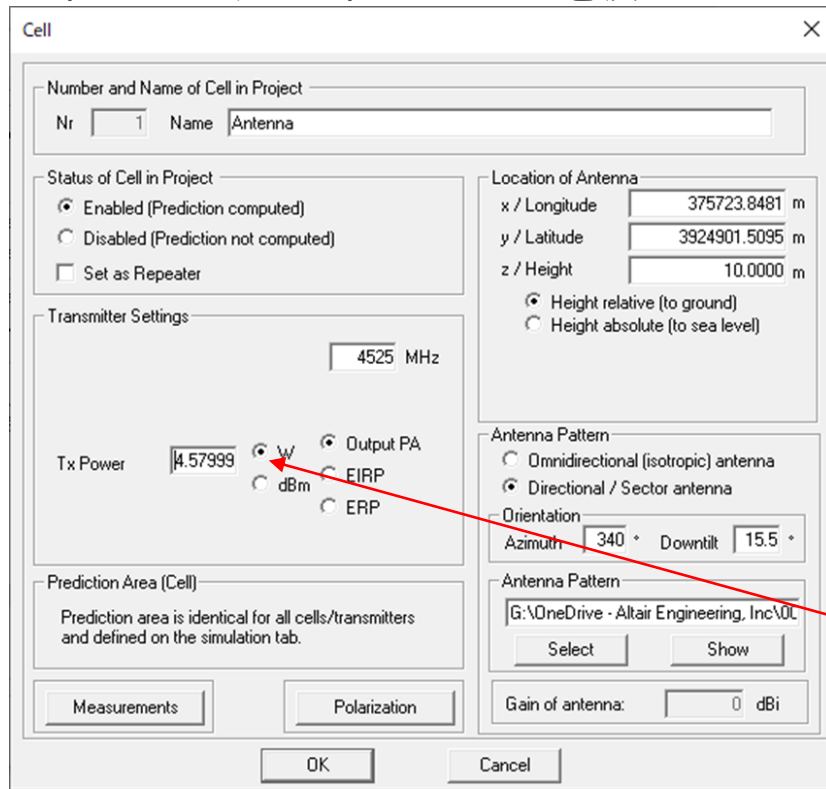 Cell
Number and Name of Cell in Project
Nr 1 Name Antenna
Status of Cell in Project
Enabled (Prediction computed)
Disabled (Prediction not computed)
Set as Repeater
Location of Antenna
x / Longitude 375723.8481 m
y / Latitude 3924901.5095 m
z / Height 10.0000 m
Height relative (to ground)
Height absolute (to sea level)
Transmitter Settings
4525 MHz
Tx Power 4.57999 W
dBm
Output PA
EIRP
ERP
Antenna Pattern
Omnidirectional (isotropic) antenna
Directional / Sector antenna
Orientation
Azimuth 340 ° Downtilt 15.5 °
Antenna Pattern
G:\OneDrive - Altair Engineering, Inc\
Select Show
Gain of antenna: 0 dBi
Prediction Area (Cell)
Prediction area is identical for all cells/transmitters
and defined on the simulation tab.
Measurements Polarization
OK Cancel